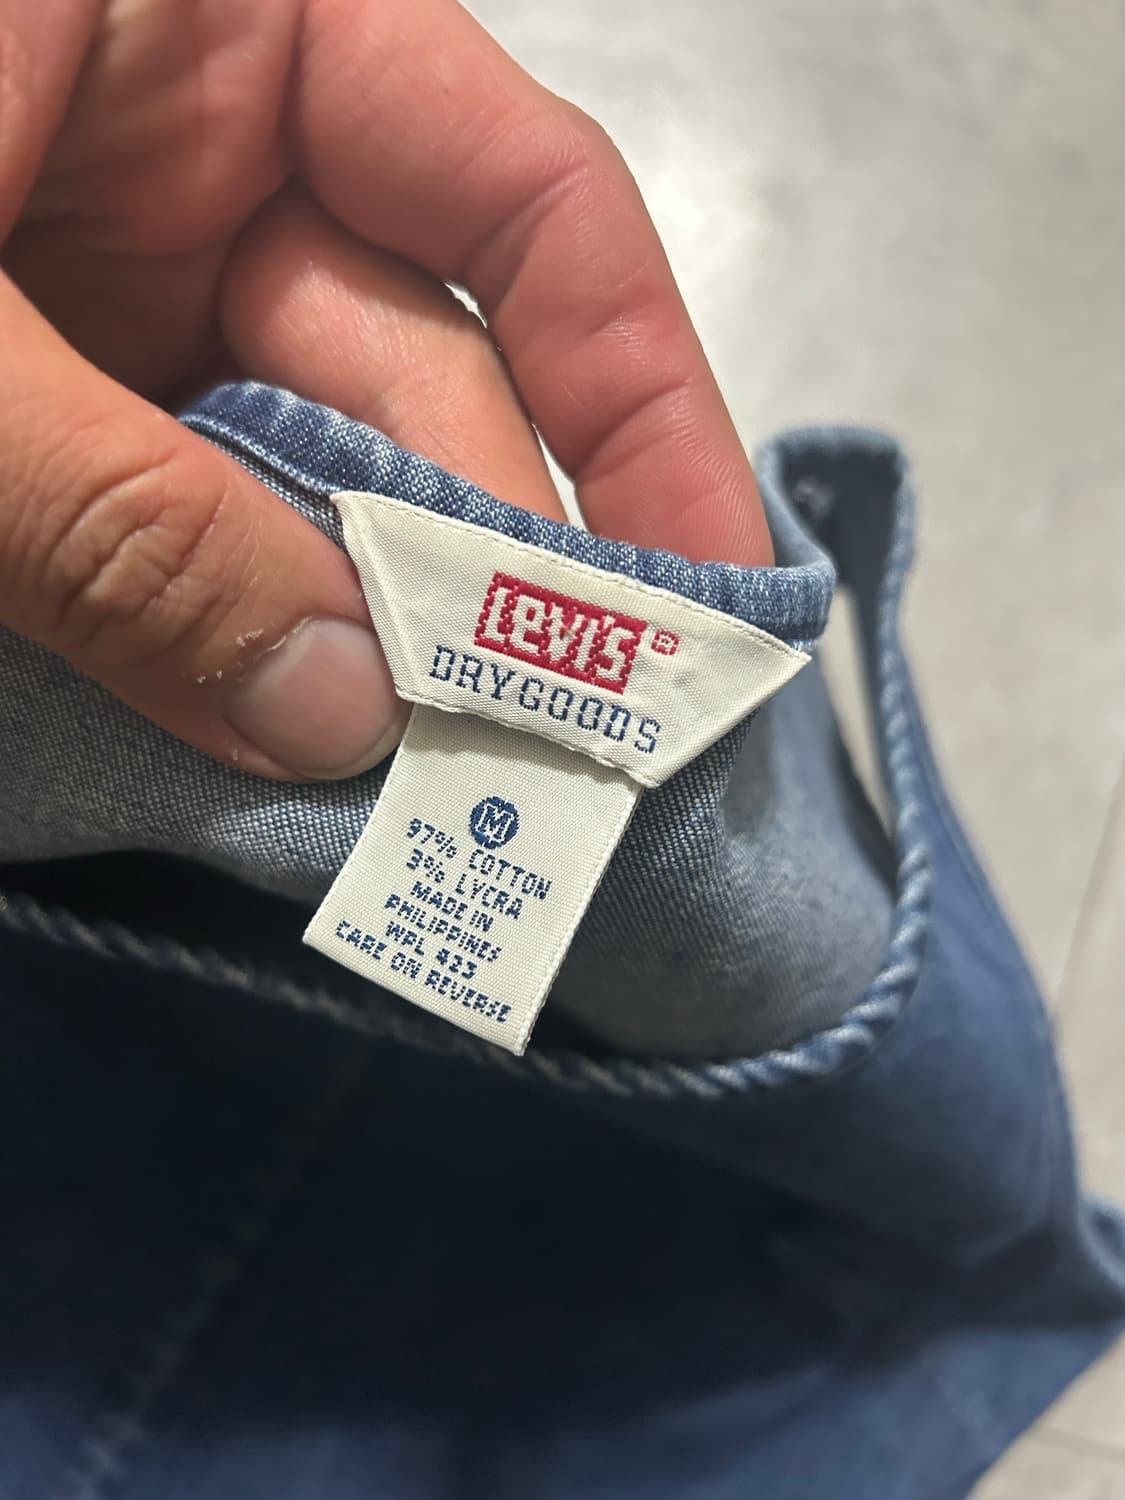 Levi's®
DRYGOODS
M
97% COTTON
3% LYCRA
MADE IN
PHILIPPINES
WPL 423
CARE ON REVERSE